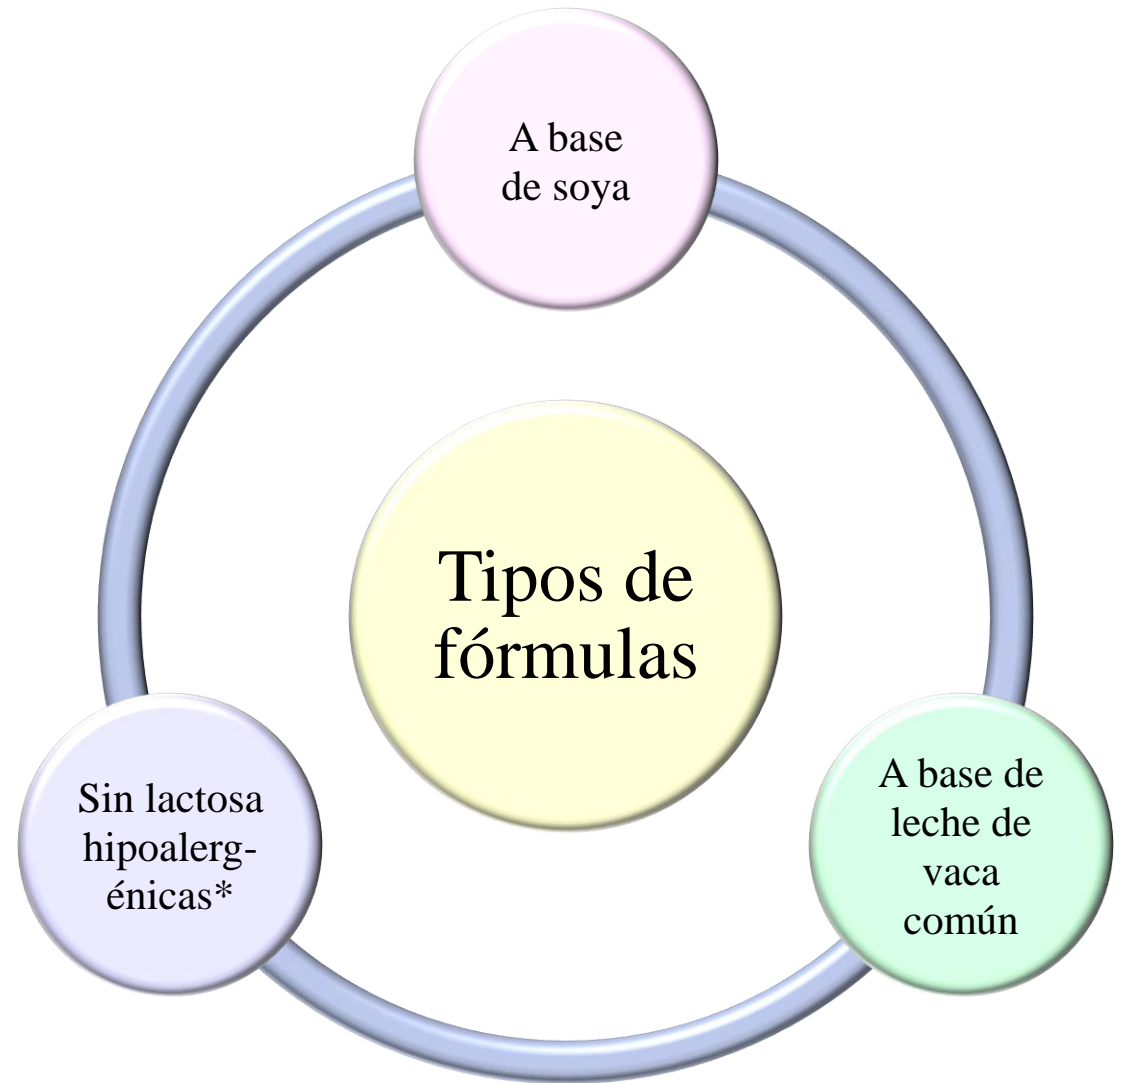 A base
de soya
Tipos de
fórmulas
Sin lactosa
hipoalerg-
énicas*
A base de
leche de
vaca
común